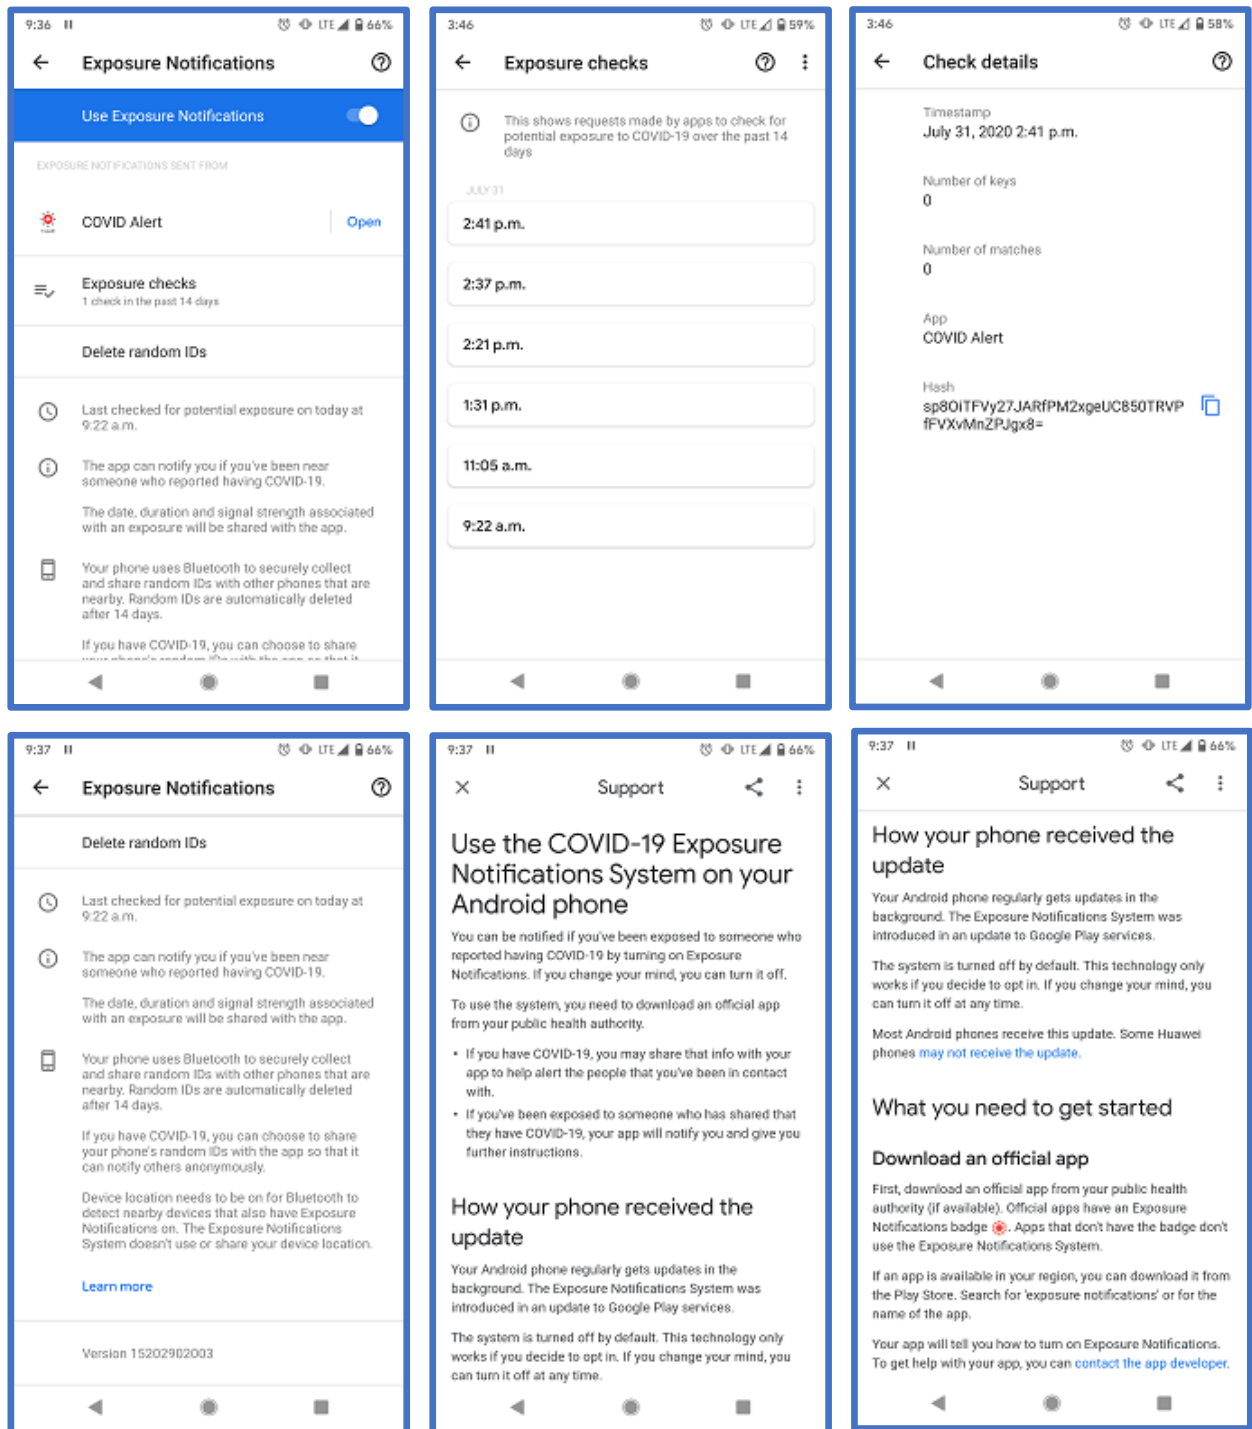 9:36
LTE 66%
Exposure Notifications
Use Exposure Notifications
EXPOSURE NOTIFICATIONS SENT FROM
COVID Alert
Open
Exposure checks
1 check in the past 14 days
Delete random IDs
Last checked for potential exposure on today at
9:22 a.m.
The app can notify you if you've been near
someone who reported having COVID-19.
The date, duration and signal strength associated
with an exposure will be shared with the app.
Your phone uses Bluetooth to securely collect
and share random IDs with other phones that are
nearby. Random IDs are automatically deleted
after 14 days.
If you have COVID-19, you can choose to share
your phone's random IDs with the app so that it
3:46
LTE 59%
Exposure checks
This shows requests made by apps to check for
potential exposure to COVID-19 over the past 14
days
JULY 31
2:41 p.m.
2:37 p.m.
2:21 p.m.
1:31 p.m.
11:05 a.m.
9:22 a.m.
3:46
LTE 58%
Check details
Timestamp
July 31, 2020 2:41 p.m.
Number of keys
0
Number of matches
0
App
COVID Alert
Hash
sp8OiTFVy27JARfPM2xgeUC850TRVP
fFVXvMnZPJgx8=
9:37
LTE 66%
Exposure Notifications
Delete random IDs
Last checked for potential exposure on today at
9:22 a.m.
The app can notify you if you've been near
someone who reported having COVID-19.
The date, duration and signal strength associated
with an exposure will be shared with the app.
Your phone uses Bluetooth to securely collect
and share random IDs with other phones that are
nearby. Random IDs are automatically deleted
after 14 days.
If you have COVID-19, you can choose to share
your phone's random IDs with the app so that it
can notify others anonymously.
Device location needs to be on for Bluetooth to
detect nearby devices that also have Exposure
Notifications on. The Exposure Notifications
System doesn't use or share your device location.
Learn more
Version 15202902003
9:37
LTE 66%
Support
Use the COVID-19 Exposure
Notifications System on your
Android phone
You can be notified if you've been exposed to someone who
reported having COVID-19 by turning on Exposure
Notifications. If you change your mind, you can turn it off.
To use the system, you need to download an official app
from your public health authority.
• If you have COVID-19, you may share that info with your
app to help alert the people that you've been in contact
with.
• If you've been exposed to someone who has shared that
they have COVID-19, your app will notify you and give you
further instructions.
How your phone received the
update
Your Android phone regularly gets updates in the
background. The Exposure Notifications System was
introduced in an update to Google Play services.
The system is turned off by default. This technology only
works if you decide to opt in. If you change your mind, you
can turn it off at any time.
9:37
LTE 66%
Support
How your phone received the
update
Your Android phone regularly gets updates in the
background. The Exposure Notifications System was
introduced in an update to Google Play services.
The system is turned off by default. This technology only
works if you decide to opt in. If you change your mind, you
can turn it off at any time.
Most Android phones receive this update. Some Huawei
phones may not receive the update.
What you need to get started
Download an official app
First, download an official app from your public health
authority (if available). Official apps have an Exposure
Notifications badge. Apps that don't have the badge don't
use the Exposure Notifications System.
If an app is available in your region, you can download it from
the Play Store. Search for 'exposure notifications' or for the
name of the app.
Your app will tell you how to turn on Exposure Notifications.
To get help with your app, you can contact the app developer.